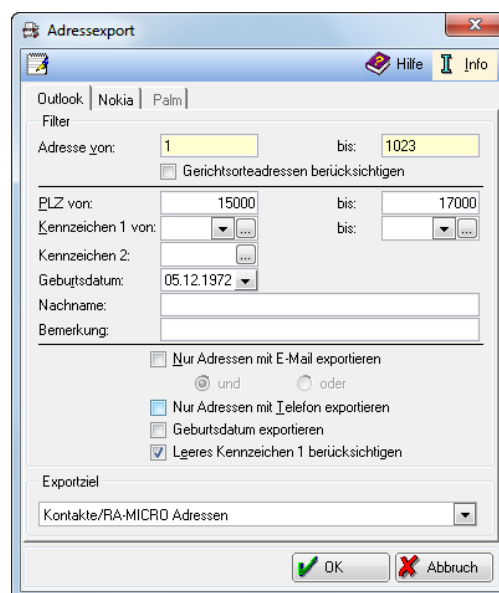 Adressexport
Hilfe Info
Outlook Nokia Palm
Filter
Adresse von: 1 bis: 1023
Gerichtsorteadressen berücksichtigen
PLZ von: 15000 bis: 17000
Kennzeichen 1 von: ... bis: ...
Kennzeichen 2: ...
Geburtsdatum: 05.12.1972
Nachname:
Bemerkung:
Nur Adressen mit E-Mail exportieren
und oder
Nur Adressen mit Telefon exportieren
Geburtsdatum exportieren
Leeres Kennzeichen 1 berücksichtigen
Exportziel
Kontakte/RA-MICRO Adressen
OK Abbruch